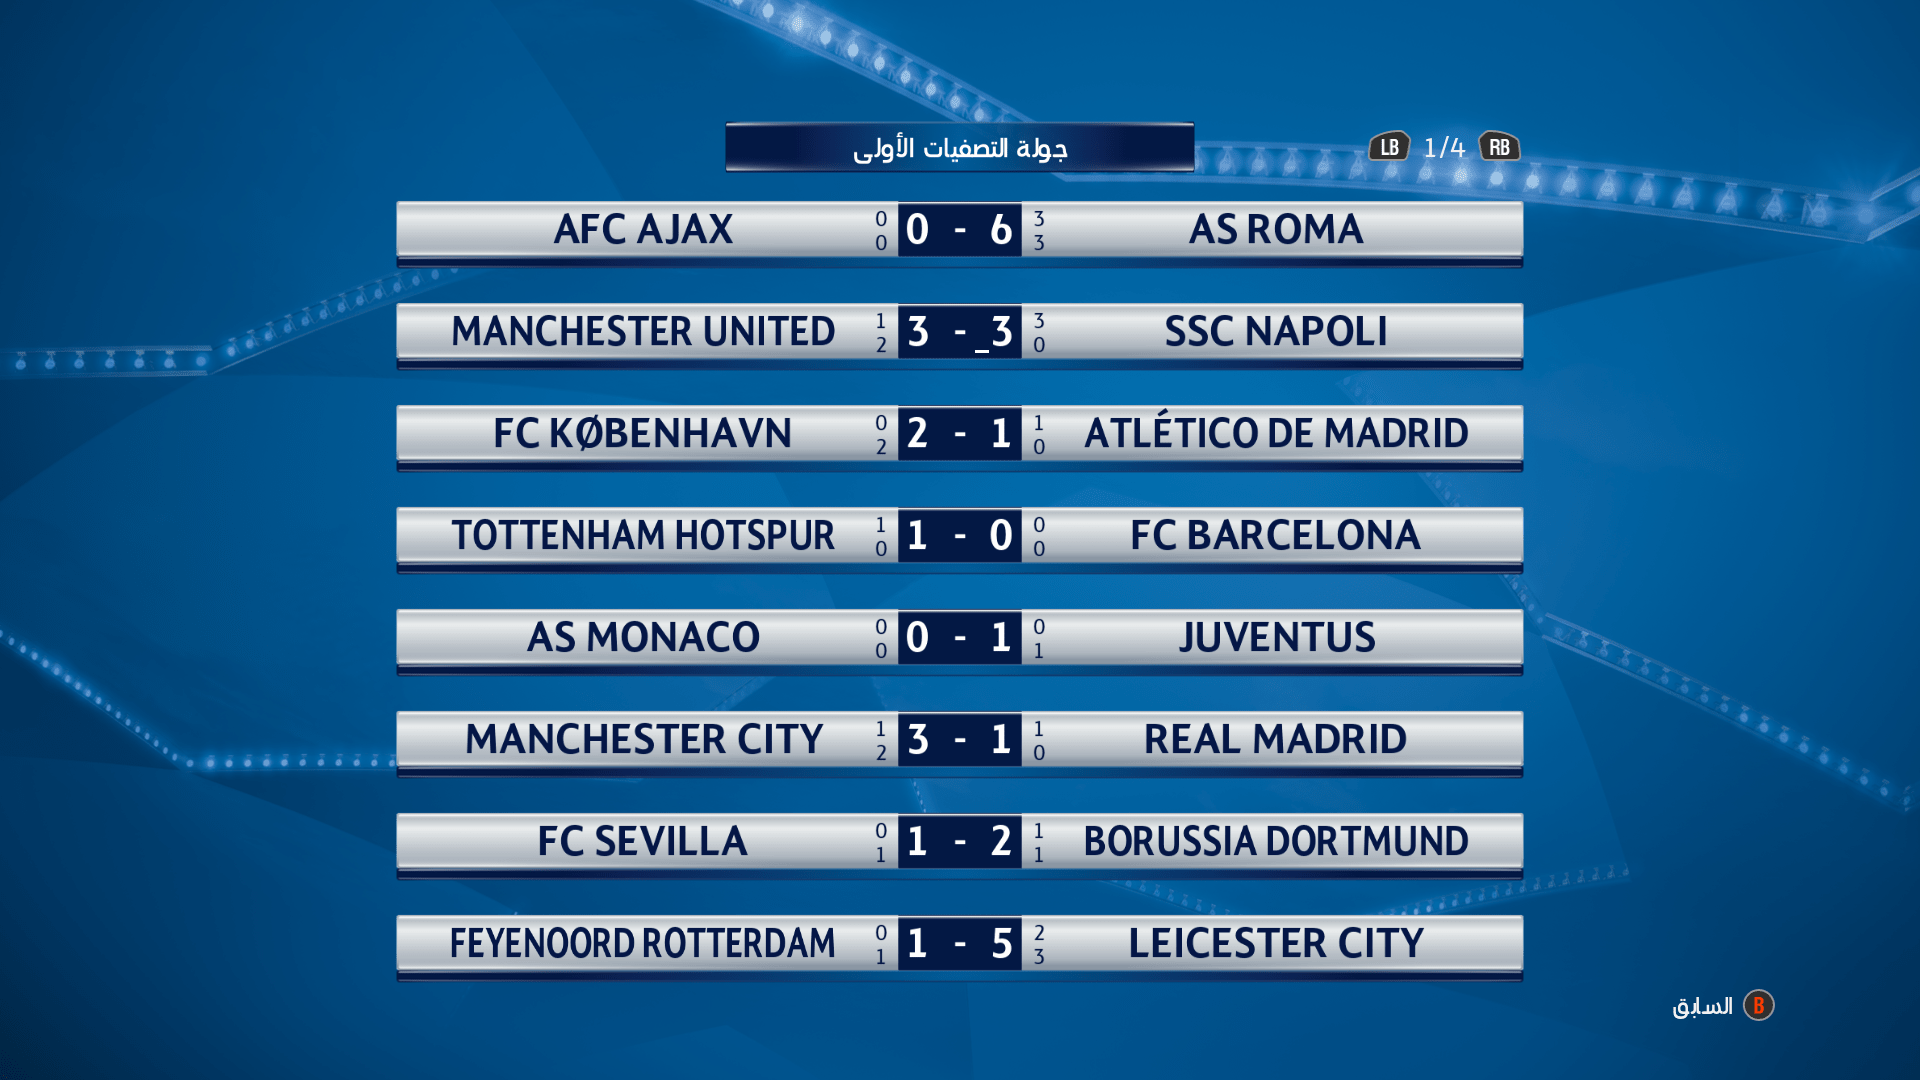 جولة التصفيات الأولى
LB 1/4 RB
AFC AJAX 0 0 0 - 6 3 3 AS ROMA
MANCHESTER UNITED 1 2 3 - _3 3 0 SSC NAPOLI
FC KØBENHAVN 0 2 2 - 1 1 0 ATLÉTICO DE MADRID
TOTTENHAM HOTSPUR 1 0 1 - 0 0 0 FC BARCELONA
AS MONACO 0 0 0 - 1 0 1 JUVENTUS
MANCHESTER CITY 1 2 3 - 1 1 0 REAL MADRID
FC SEVILLA 0 1 1 - 2 1 1 BORUSSIA DORTMUND
FEYENOORD ROTTERDAM 0 1 1 - 5 2 3 LEICESTER CITY
السابق B